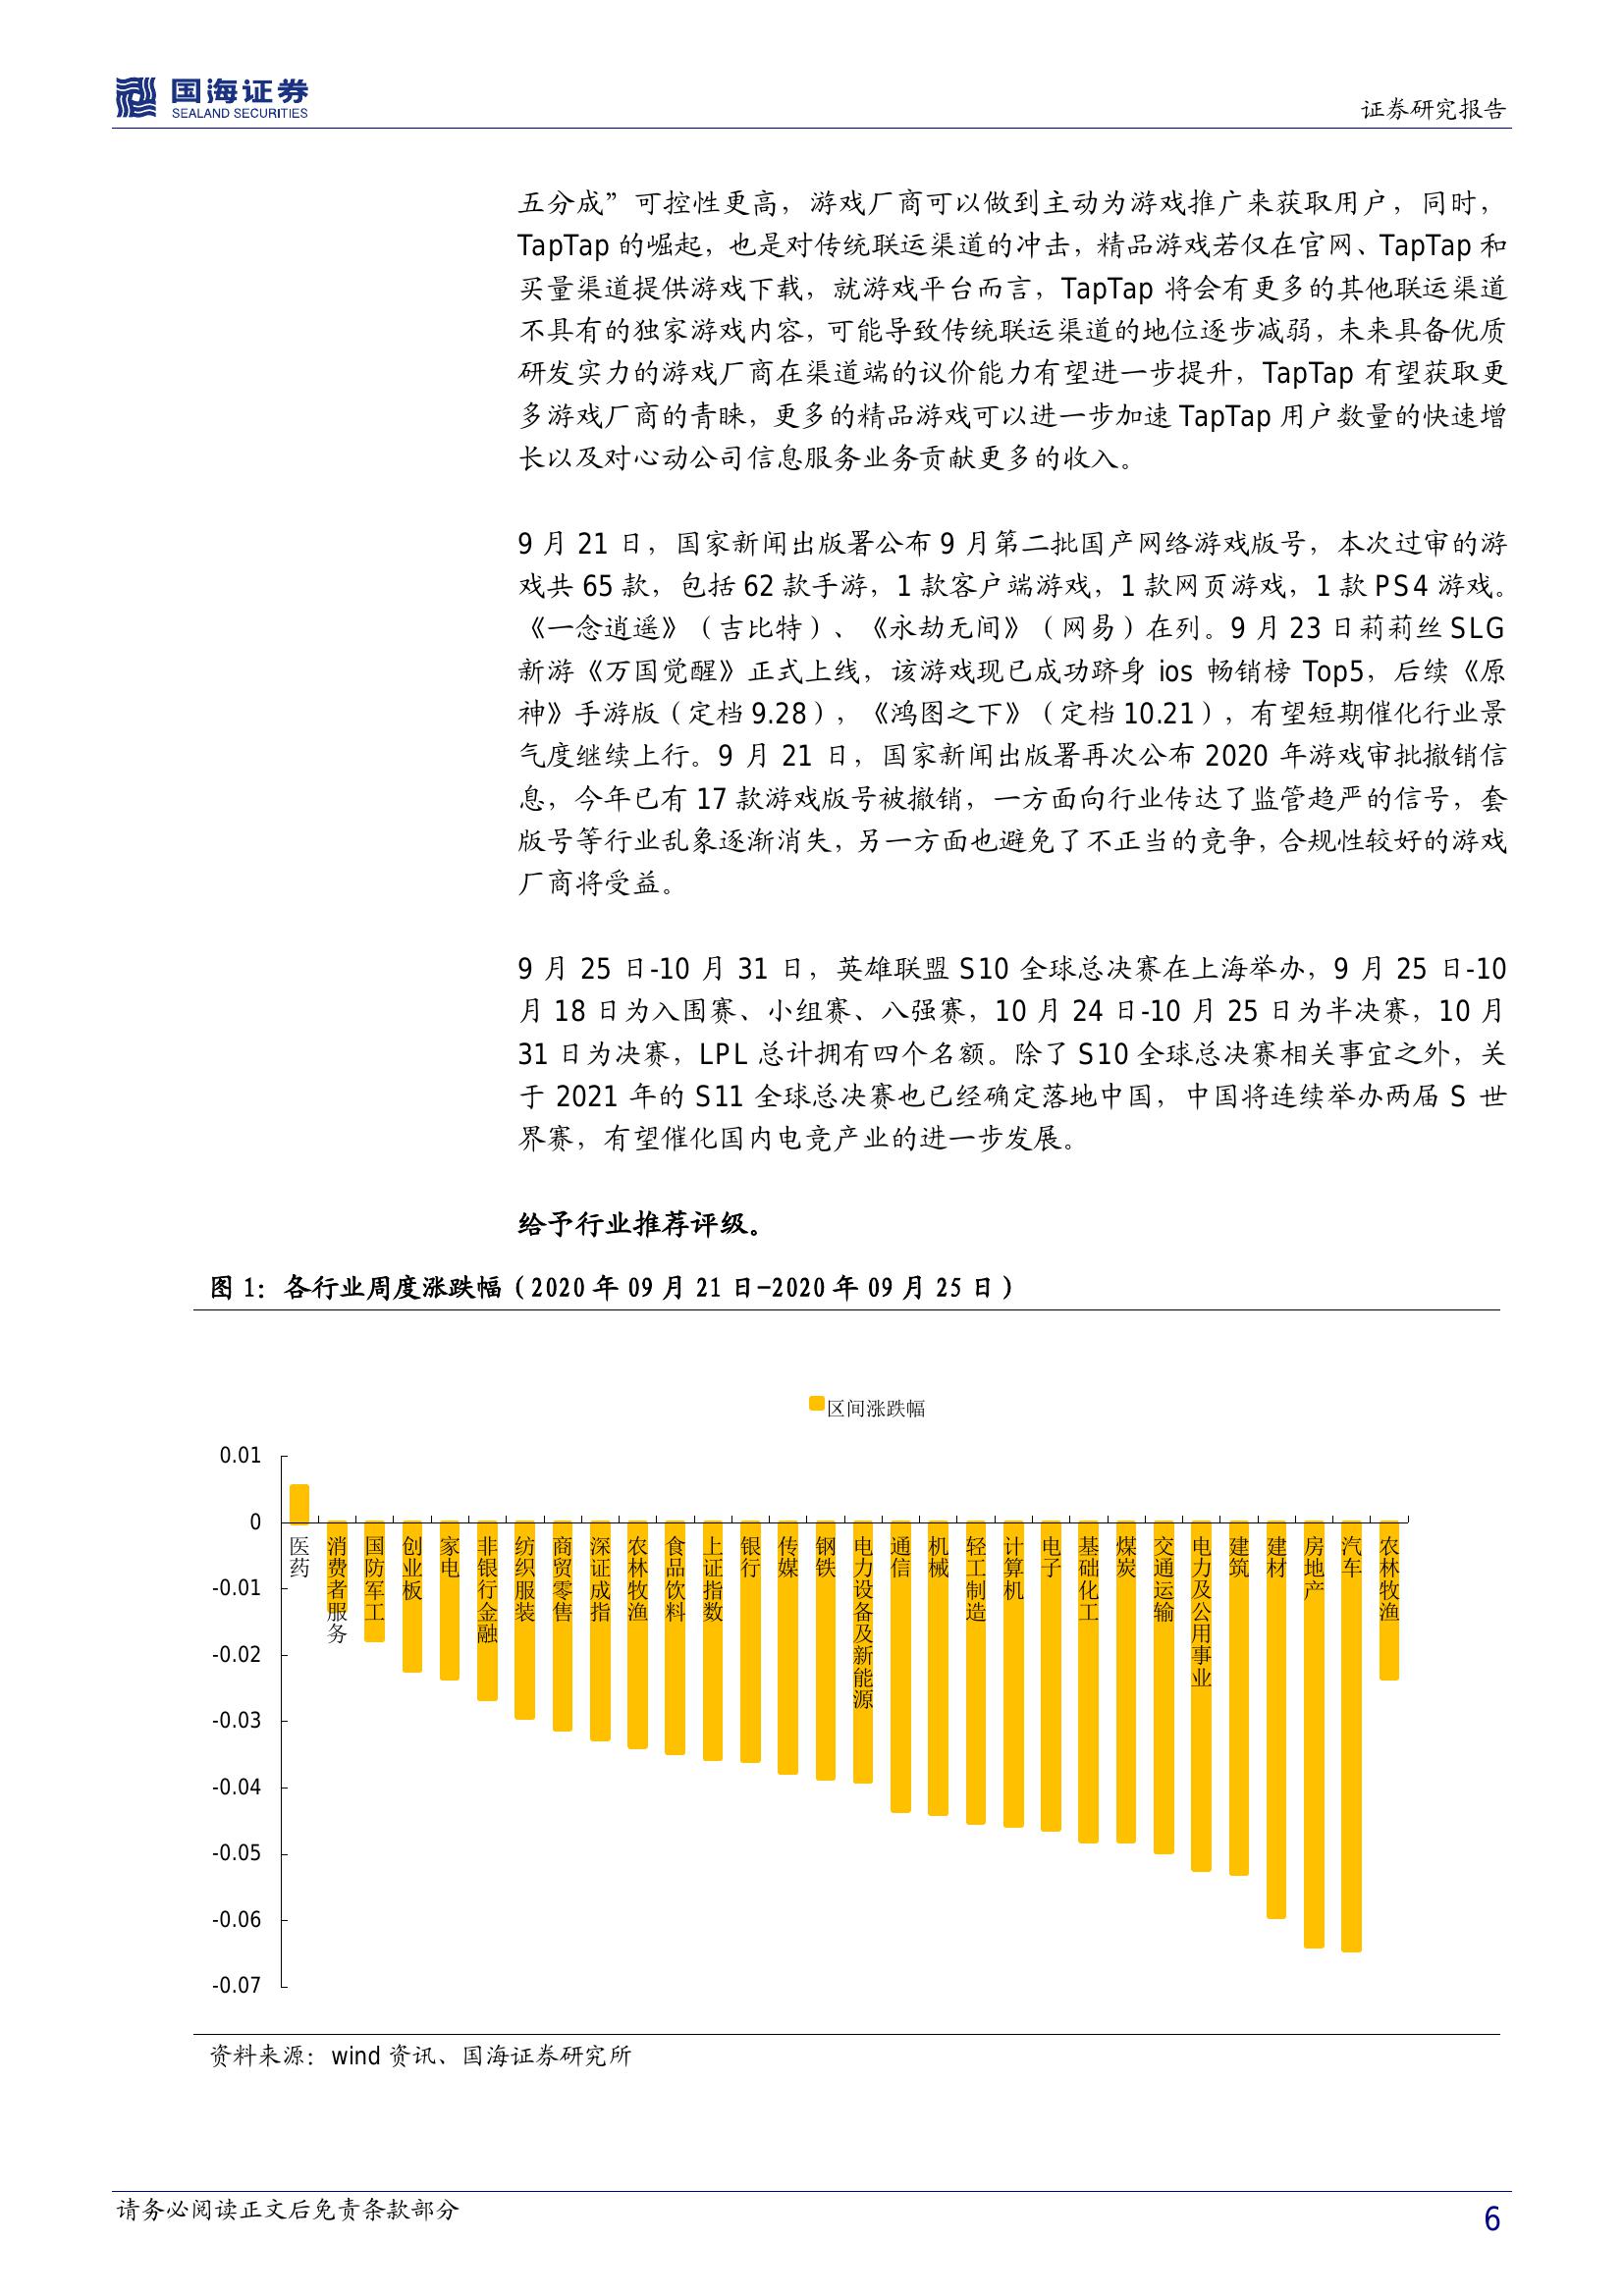 国海证券
SEALAND SECURITIES
证券研究报告
五分成”可控性更高，游戏厂商可以做到主动为游戏推广来获取用户，同时，
TapTap 的崛起，也是对传统联运渠道的冲击，精品游戏若仅在官网、TapTap 和
买量渠道提供游戏下载，就游戏平台而言，TapTap 将会有更多的其他联运渠道
不具有的独家游戏内容，可能导致传统联运渠道的地位逐步减弱，未来具备优质
研发实力的游戏厂商在渠道端的议价能力有望进一步提升，TapTap 有望获取更
多游戏厂商的青睐，更多的精品游戏可以进一步加速 TapTap 用户数量的快速增
长以及对心动公司信息服务业务贡献更多的收入。
9 月 21 日，国家新闻出版署公布 9 月第二批国产网络游戏版号，本次过审的游
戏共 65 款，包括 62 款手游，1 款客户端游戏，1 款网页游戏，1 款 PS4 游戏。
《一念逍遥》（吉比特）、《永劫无间》（网易）在列。9 月 23 日莉莉丝 SLG
新游《万国觉醒》正式上线，该游戏现已成功跻身 ios 畅销榜 Top5，后续《原
神》手游版（定档 9.28），《鸿图之下》（定档 10.21），有望短期催化行业景
气度继续上行。9 月 21 日，国家新闻出版署再次公布 2020 年游戏审批撤销信
息，今年已有 17 款游戏版号被撤销，一方面向行业传达了监管趋严的信号，套
版号等行业乱象逐渐消失，另一方面也避免了不正当的竞争，合规性较好的游戏
厂商将受益。
9 月 25 日-10 月 31 日，英雄联盟 S10 全球总决赛在上海举办，9 月 25 日-10
月 18 日为入围赛、小组赛、八强赛，10 月 24 日-10 月 25 日为半决赛，10 月
31 日为决赛，LPL 总计拥有四个名额。除了 S10 全球总决赛相关事宜之外，关
于 2021 年的 S11 全球总决赛也已经确定落地中国，中国将连续举办两届 S 世
界赛，有望催化国内电竞产业的进一步发展。
给予行业推荐评级。
图 1：各行业周度涨跌幅（2020 年 09 月 21 日-2020 年 09 月 25 日）
区间涨跌幅
0.01
0
-0.01
-0.02
-0.03
-0.04
-0.05
-0.06
-0.07
医药
消费者服务
国防军工
创业板
家电
非银行金融
纺织服装
商贸零售
深证成指
农林牧渔
食品饮料
上证指数
银行
传媒
钢铁
电力设备及新能源
通信
机械
轻工制造
计算机
电子
基础化工
煤炭
交通运输
电力及公用事业
建筑
建材
房地产
汽车
农林牧渔
资料来源：wind 资讯、国海证券研究所
请务必阅读正文后免责条款部分
6